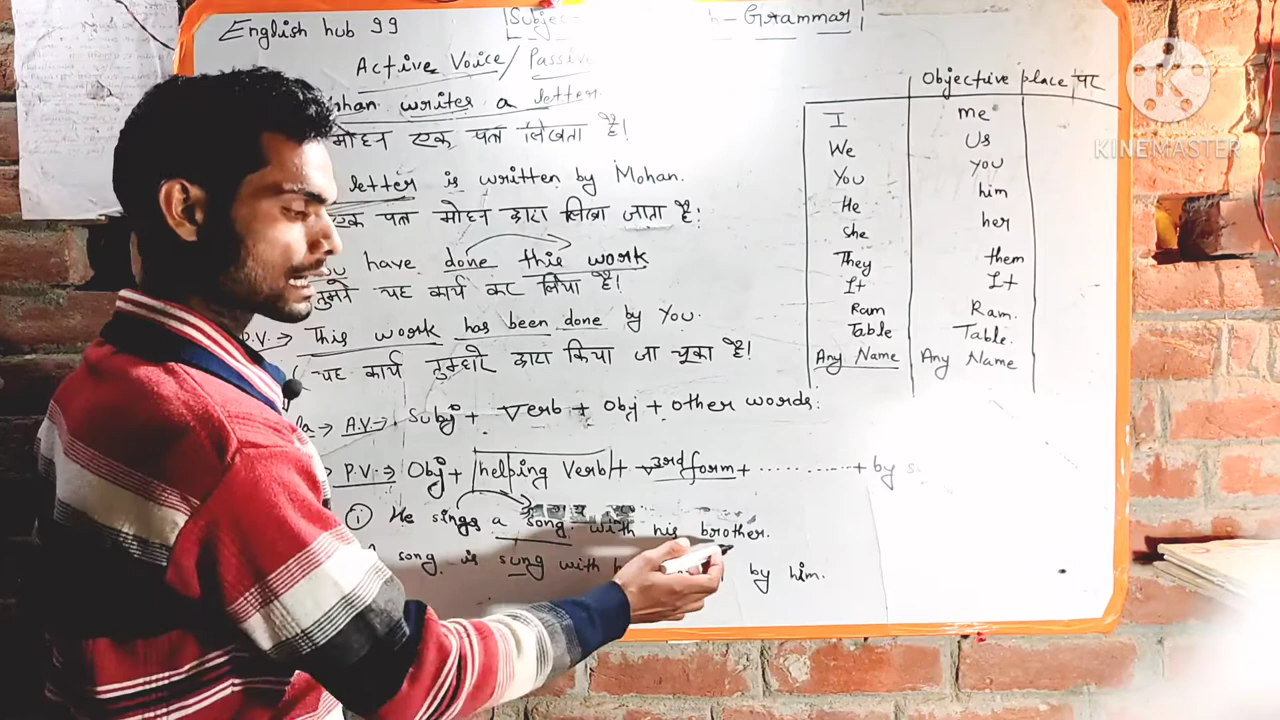 English hub 99
Grammar
Active Voice/ Passive
writes a letter
मोहन एक पत्र लिखता है।
letter is written by Mohan.
एक पत्र मोहन द्वारा लिखा जाता है।
have done this work
तुमने यह कार्य कर लिया है।
P.V.→ This work has been done by You.
यह कार्य तुम्हारे द्वारा किया जा चूका है।
A.V.→ Subj + Verb + Obj + other words.
P.V.→ Obj + helping Verb + 3rd form + ............ + by
① He sings a song with his brother.
song is sung with by him.
Objective place पर
I me
We Us
You you
He him
She her
They them
It It
Ram Ram.
Table Table.
Any Name Any Name
K
KINEMASTER